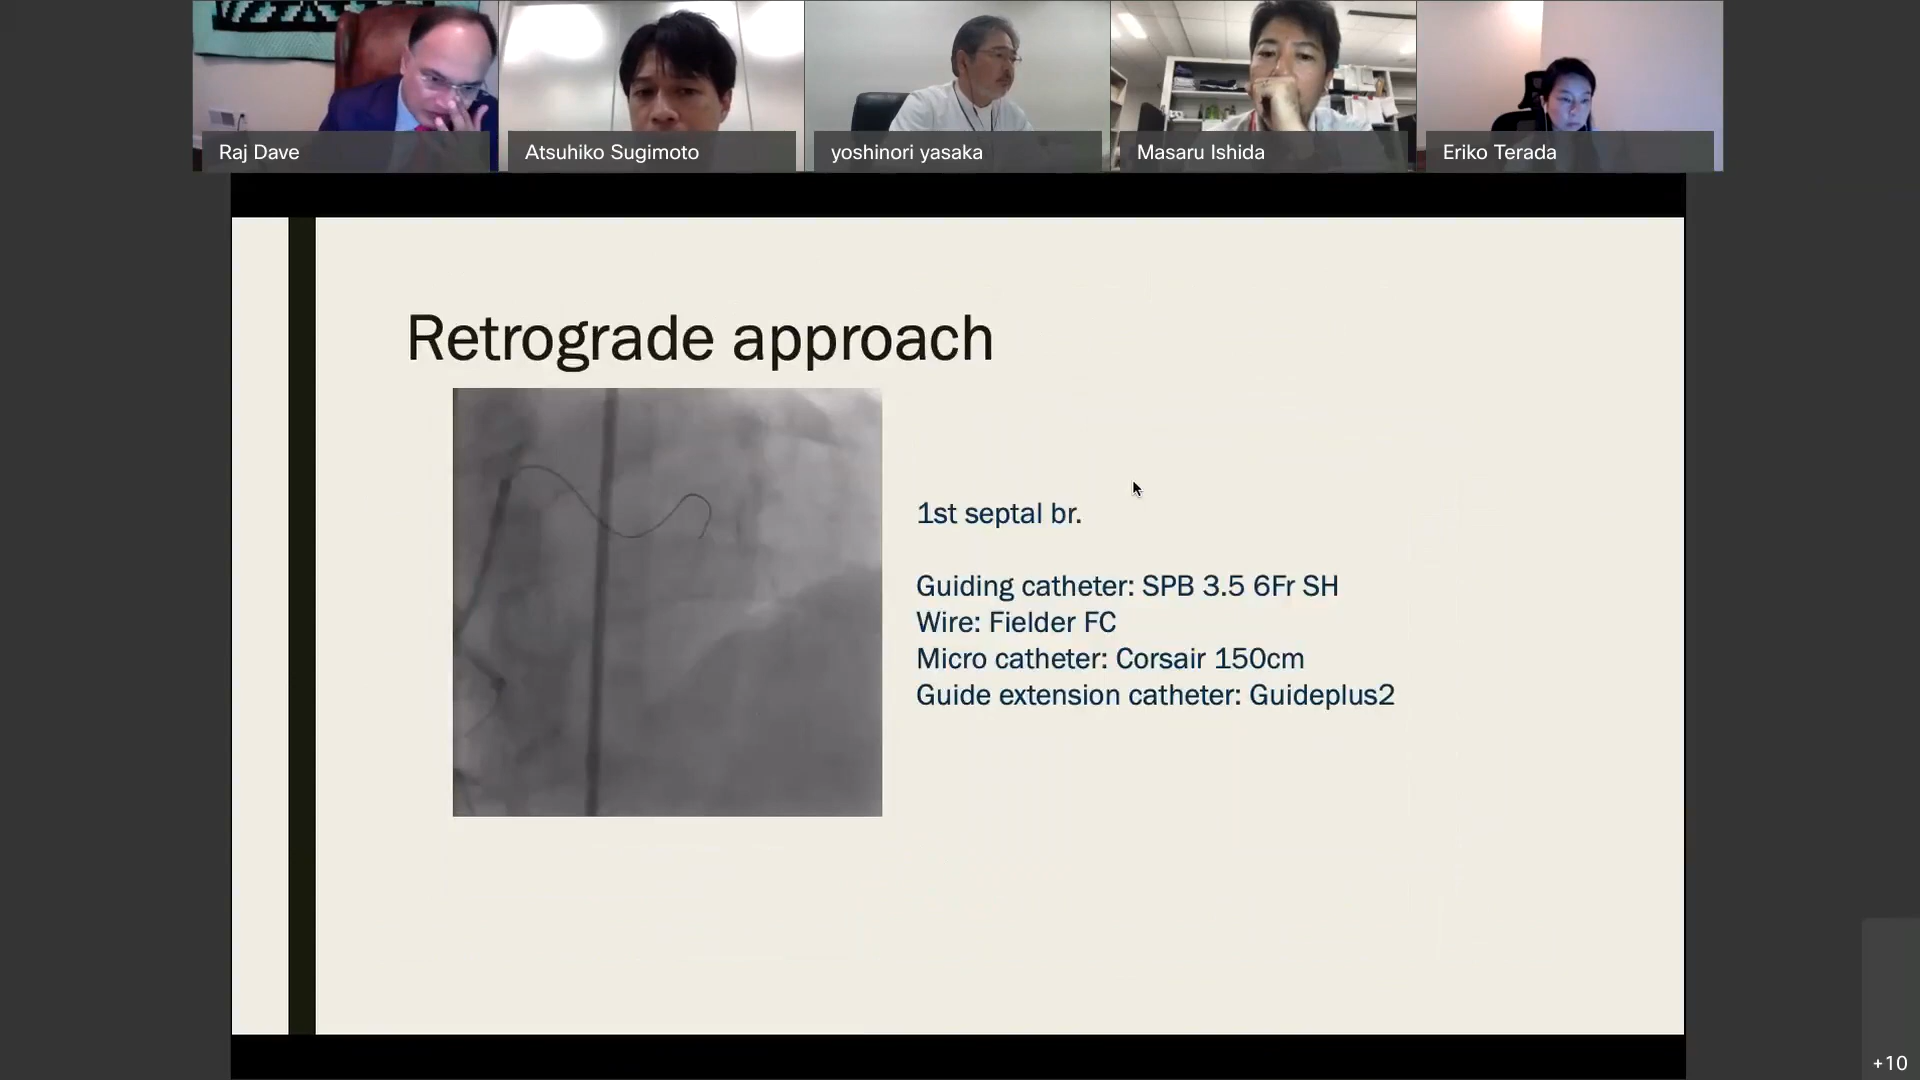 Raj Dave
Atsuhiko Sugimoto
yoshinori yasaka
Masaru Ishida
Eriko Terada
Retrograde approach
1st septal br.
Guiding catheter: SPB 3.5 6Fr SH
Wire: Fielder FC
Micro catheter: Corsair 150cm
Guide extension catheter: Guideplus2
+10